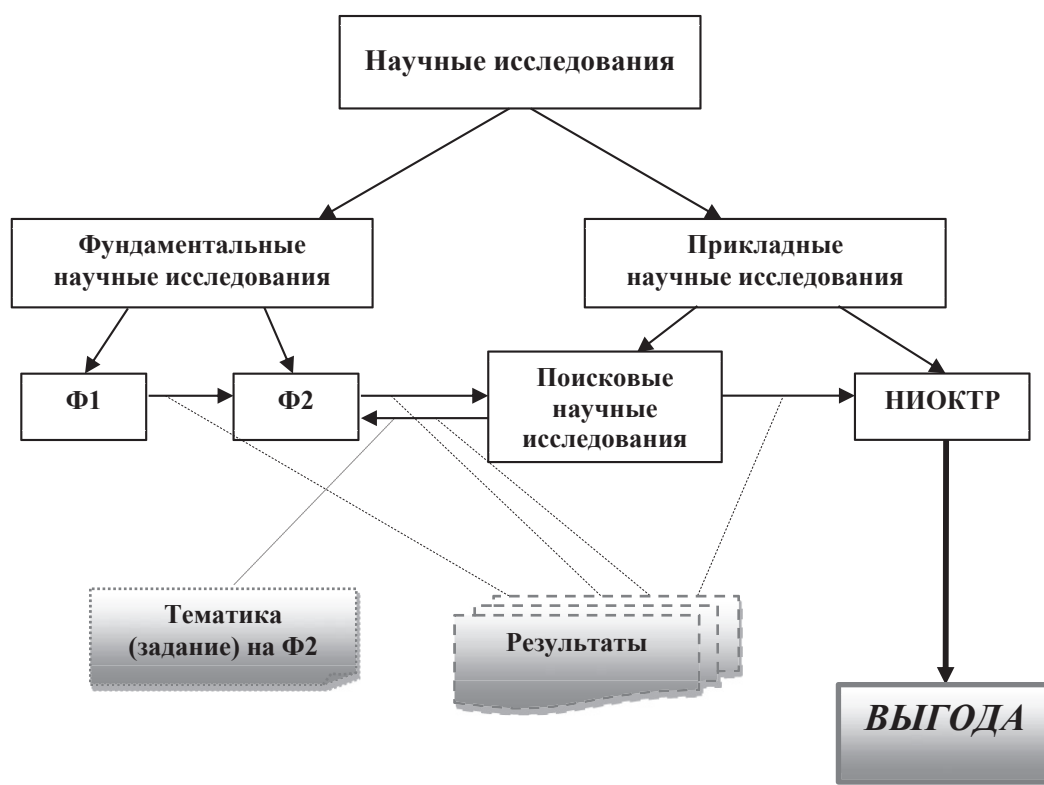 Научные исследования
Фундаментальные
научные исследования
Прикладные
научные исследования
Ф1
Ф2
Поисковые
научные
исследования
НИОКТР
Тематика
(задание) на Ф2
Результаты
ВЫГОДА